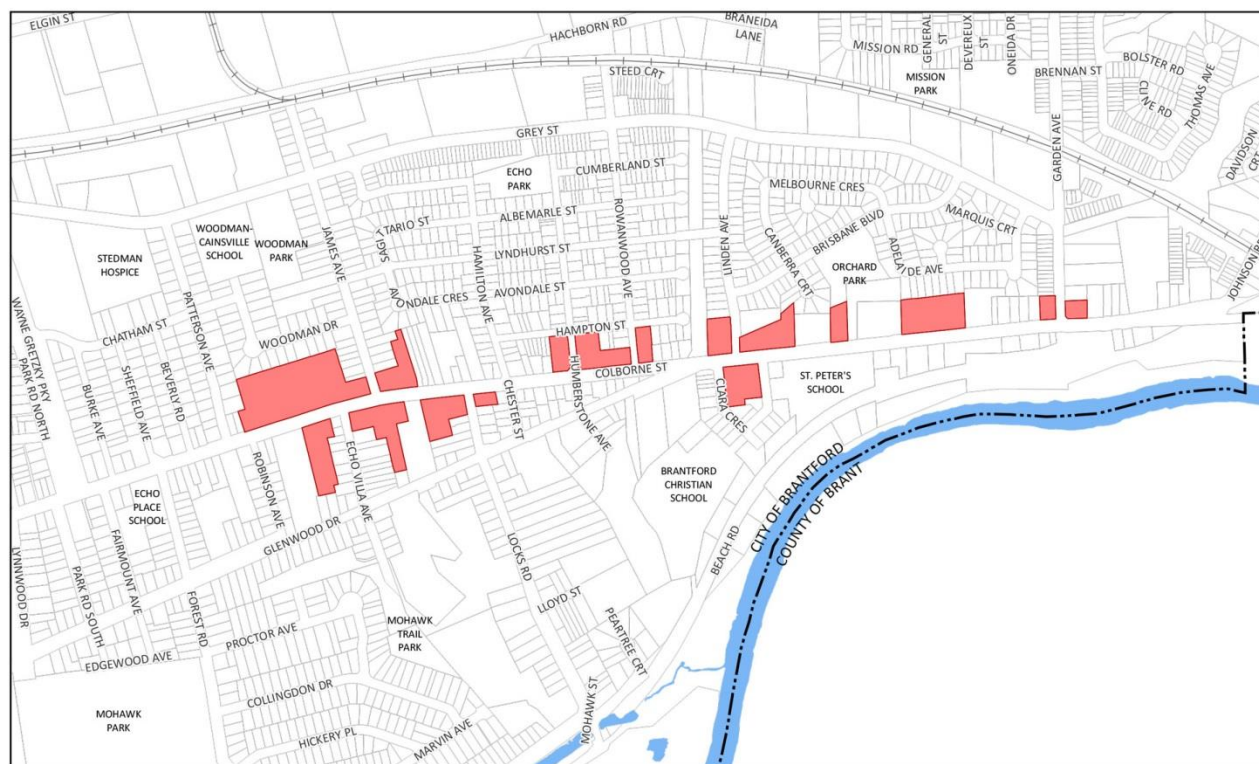 ELGIN ST
HACHBORN RD
BRANEIDA
LANE
MISSION RD
GENERAL
ST
DEVEREUX
ST
ONEIDA DR
MISSION
PARK
BRENNAN ST
BOLSTER RD
THOMAS AVE
DAVIDSON
CRT
STEED CRT
GREY ST
GARDEN AVE
ECHO
PARK
CUMBERLAND ST
MELBOURNE CRES
ALBEMARLE ST
ROWANWOOD AVE
MARQUIS CRT
WOODMAN-
CAINSVILLE
SCHOOL
WOODMAN
PARK
JAMES AVE
TARIO ST
HAMILTON AVE
LYNDHURST ST
LINDEN AVE
CANBERRA CRT
BRISBANE BLVD
STEDMAN
HOSPICE
ORCHARD
PARK
ADELAI
DE AVE
JOHNSON RD
AVONDALE ST
ONDALE CRES
PATTERSON AVE
WAYNE GRETZKY PKY
PARK RD NORTH
CHATHAM ST
WOODMAN DR
HAMPTON ST
BURKE AVE
SHEFFIELD AVE
BEVERLY RD
COLBORNE ST
HUMBERSTONE AVE
CHESTER ST
CLARA CRES
ST. PETER'S
SCHOOL
ROBINSON AVE
ECHO VILLA AVE
BRANTFORD
CHRISTIAN
SCHOOL
CITY OF BRANTFORD
COUNTY OF BRANT
ECHO
PLACE
SCHOOL
GLENWOOD DR
LOCKS RD
BEACH RD
LYNNWOOD DR
PARK RD SOUTH
FAIRMOUNT AVE
FOREST RD
LLOYD ST
PEARTREE CRT
PROCTOR AVE
MOHAWK
TRAIL
PARK
EDGEWOOD AVE
COLLINGDON DR
MOHAWK ST
MOHAWK
PARK
HICKERY PL
MARVIN AVE